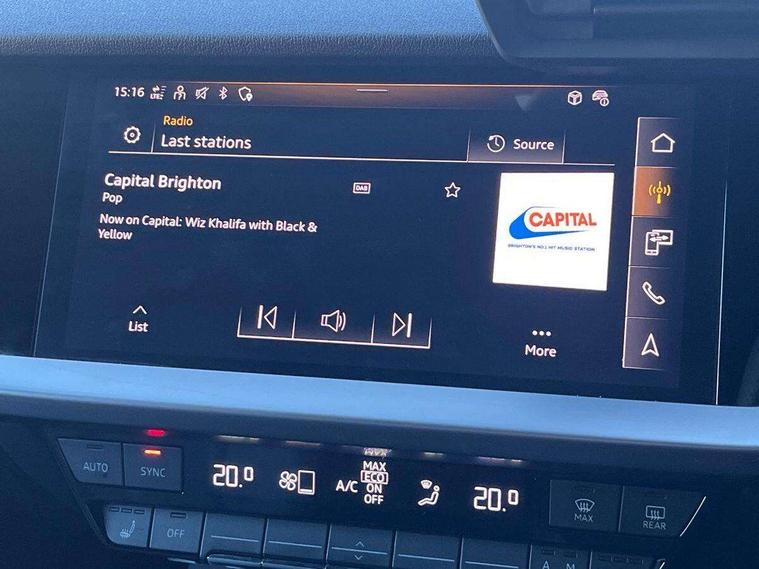 15:16 LTE
Radio
Last stations
Source
Capital Brighton
DAB
Pop
Now on Capital: Wiz Khalifa with Black &
Yellow
CAPITAL
BRIGHTON'S NO.1 HIT MUSIC STATION
List
More
AUTO
SYNC
20.0
A/C
MAX
ECO
ON
OFF
20.0
MAX
REAR
OFF
A M